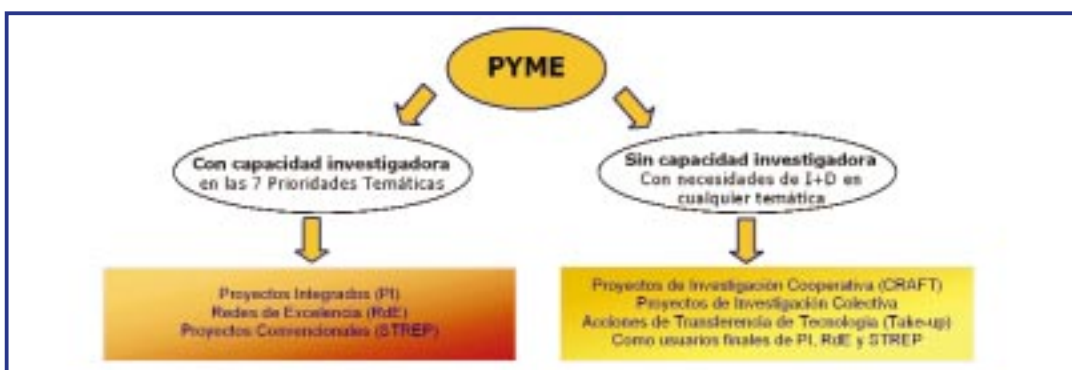 PYME
Con capacidad investigadora
en las 7 Prioridades Temáticas
Sin capacidad investigadora
Con necesidades de I+D en
cualquier temática
Proyectos Integrados (PI)
Redes de Excelencia (RdE)
Proyectos Convencionales (STREP)
Proyectos de Investigación Cooperativa (CRAFT)
Proyectos de Investigación Colectiva
Acciones de Transferencia de Tecnología (Take-up)
Como usuarios finales de PI, RdE y STREP